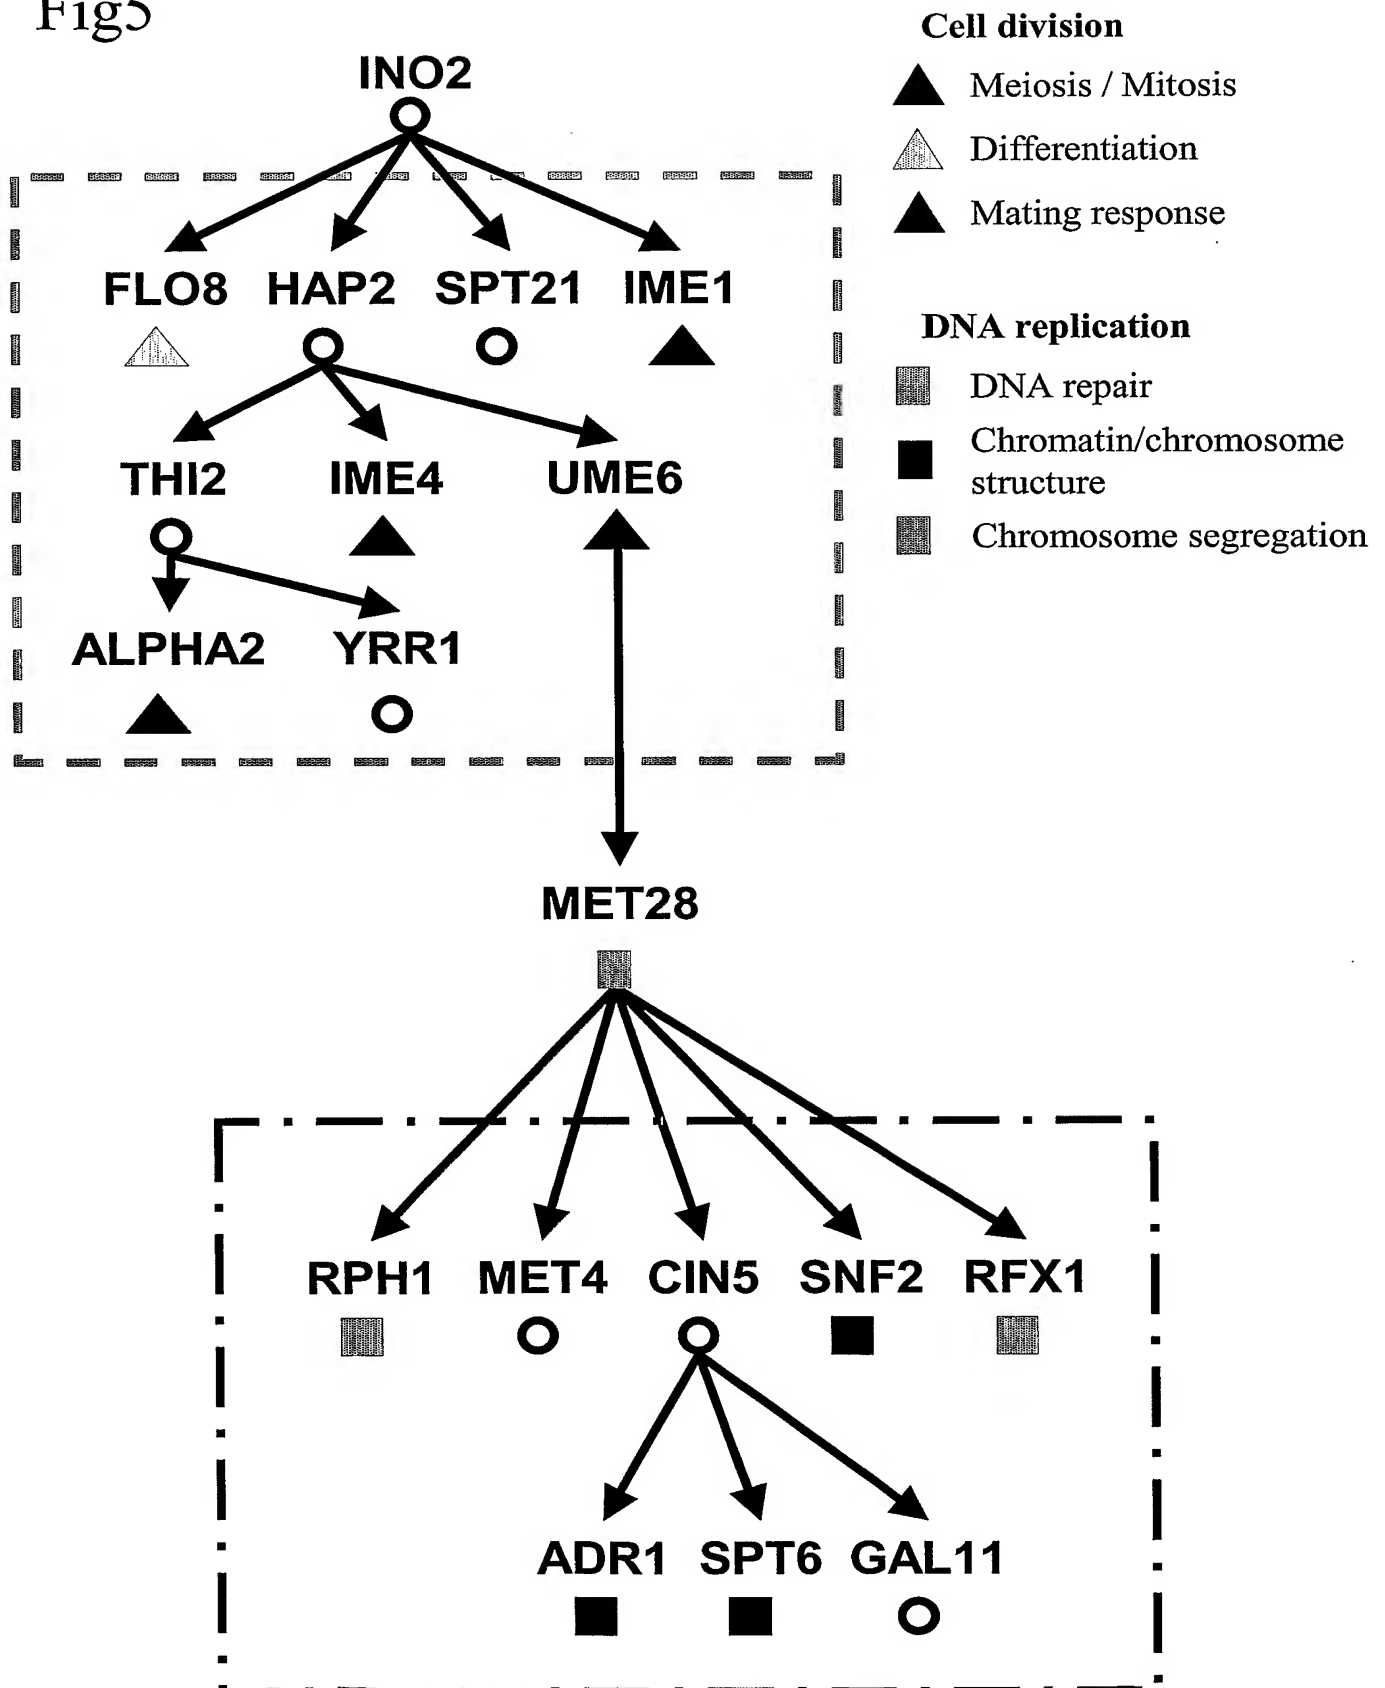 Fig5
Cell division
INO2
Meiosis / Mitosis
Differentiation
Mating response
FLO8 HAP2 SPT21 IME1
DNA replication
DNA repair
Chromatin/chromosome
structure
THI2 IME4 UME6
Chromosome segregation
ALPHA2 YRR1
MET28
RPH1 MET4 CIN5 SNF2 RFX1
ADR1 SPT6 GAL11